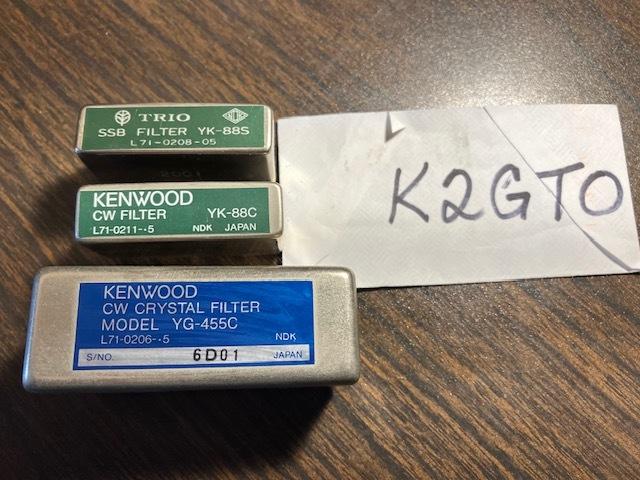 TRIO
SSB FILTER YK-88S
L71-0208-05
2001
KENWOOD
CW FILTER YK-88C
L71-0211-·5 NDK JAPAN
KENWOOD
CW CRYSTAL FILTER
MODEL YG-455C
L71-0206-·5 NDK
S/NO. 6D01 JAPAN
K2GTO